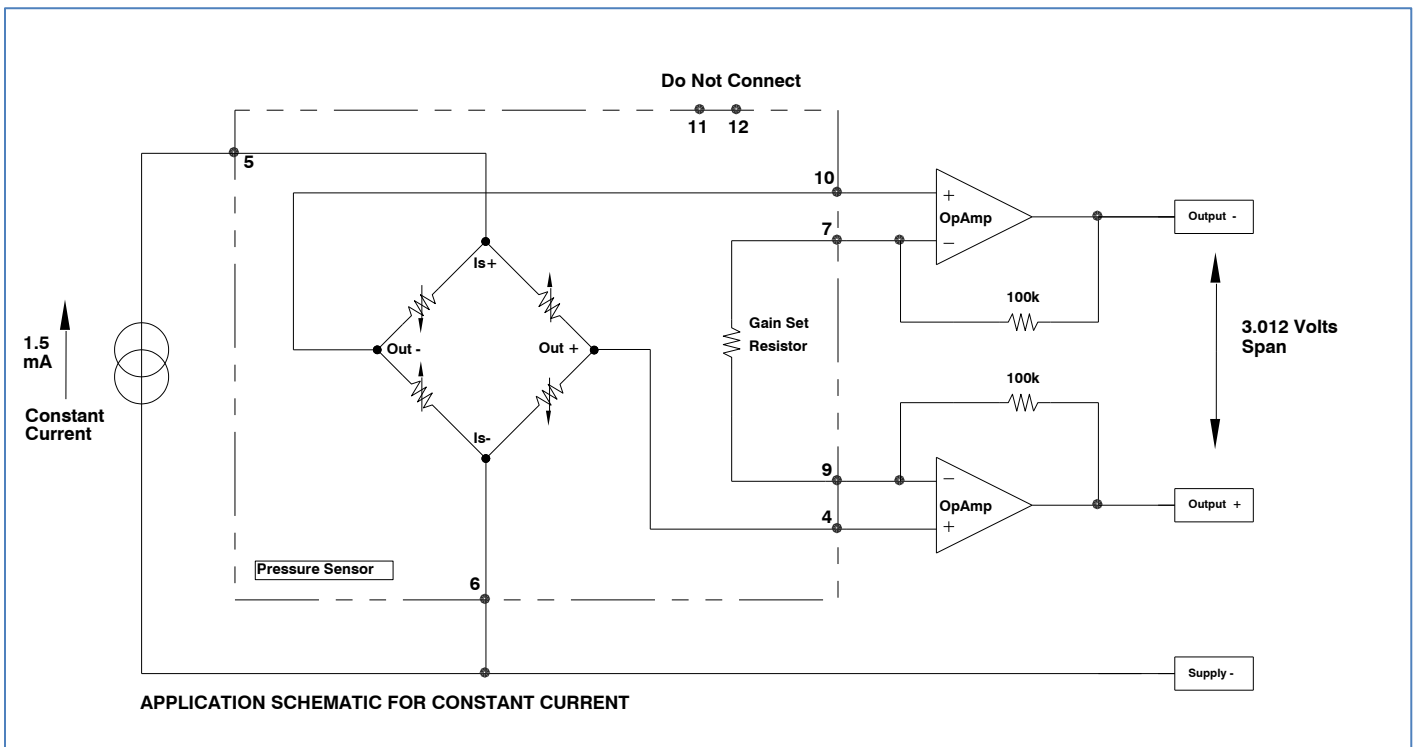 Do Not Connect
11 12
5
10
+
OpAmp
−
Output -
7
Is+
100k
Gain Set
Resistor
3.012 Volts
Span
1.5
mA
Out -
Out +
100k
Constant
Current
Is-
9
−
OpAmp
+
Output +
4
Pressure Sensor
6
Supply -
APPLICATION SCHEMATIC FOR CONSTANT CURRENT